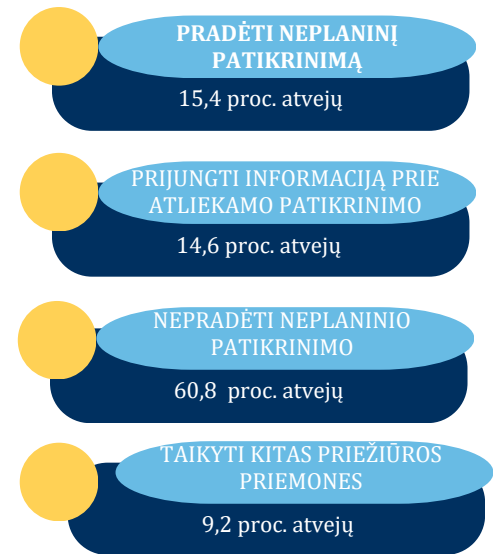 PRADĖTI NEPLANINĮ
PATIKRINIMĄ
15,4 proc. atvejų
PRIJUNGTI INFORMACIJĄ PRIE
ATLIEKAMO PATIKRINIMO
14,6 proc. atvejų
NEPRADĖTI NEPLANINIO
PATIKRINIMO
60,8 proc. atvejų
TAIKYTI KITAS PRIEŽIŪROS
PRIEMONES
9,2 proc. atvejų